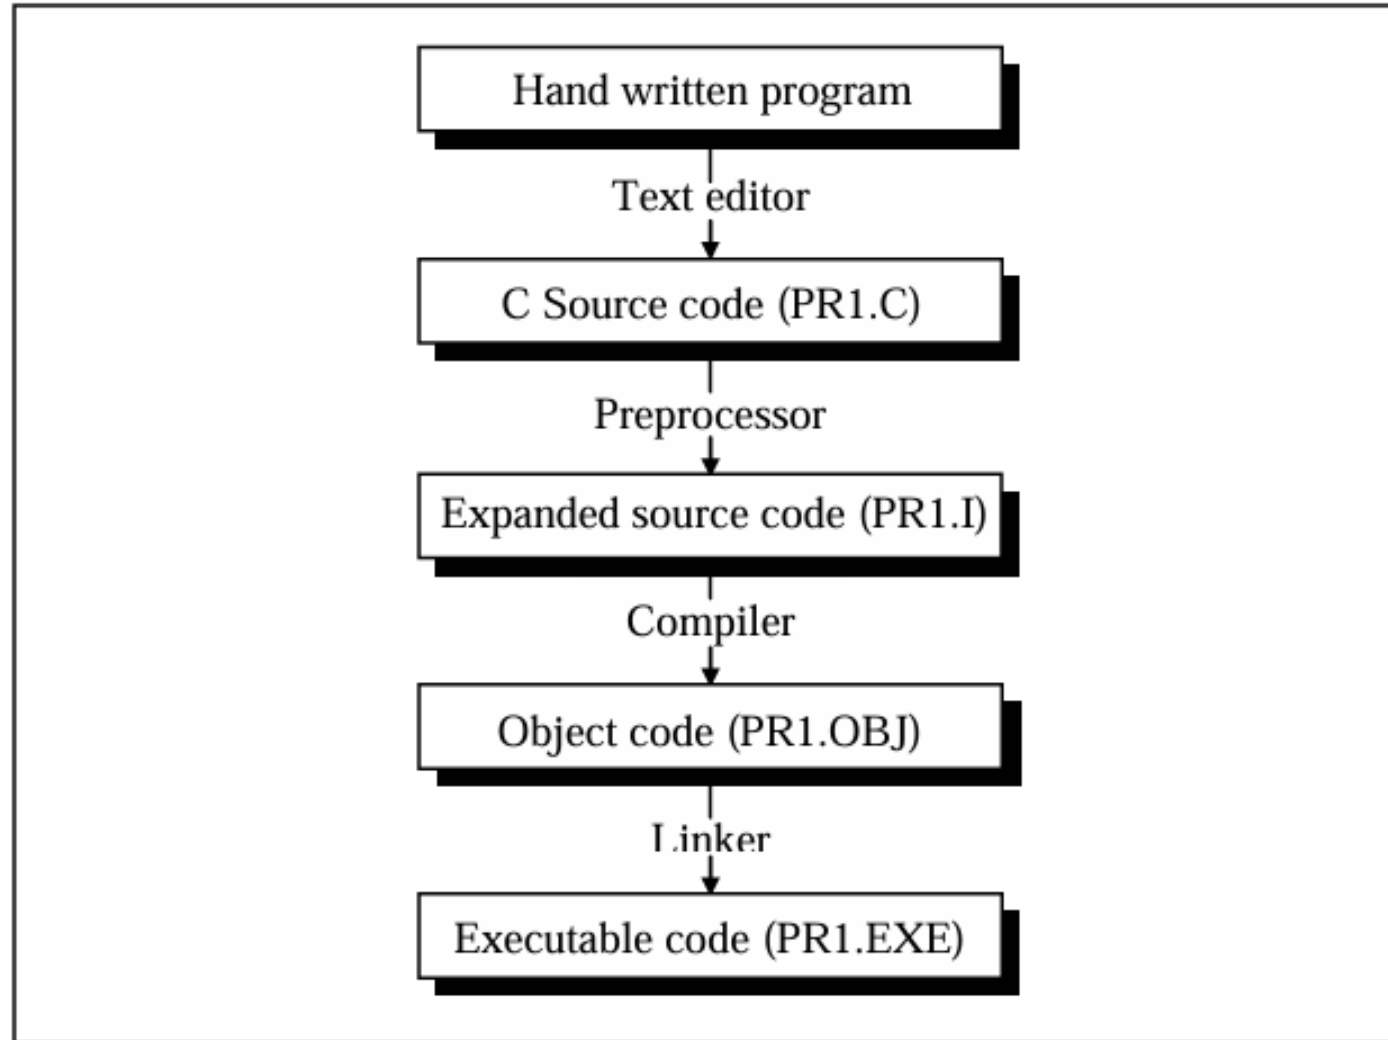 Hand written program
Text editor
C Source code (PR1.C)
Preprocessor
Expanded source code (PR1.I)
Compiler
Object code (PR1.OBJ)
Linker
Executable code (PR1.EXE)